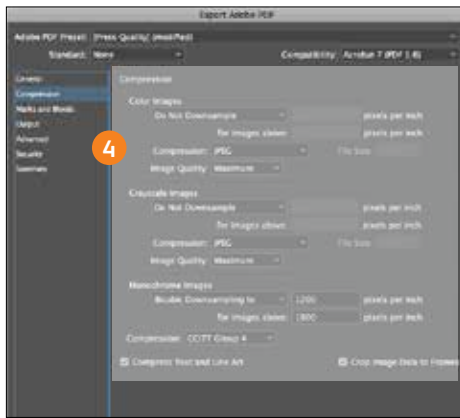 Export Adobe PDF
Adobe PDF Preset: [Press Quality] (modified)
Standard: None Compatibility: Acrobat 7 (PDF 1.6)
General
Compression
Marks and Bleeds
Output
Advanced
Security
Summary
4
Compression
Color Images
Do Not Downsample pixels per inch
for images above: pixels per inch
Compression: JPEG Tile Size
Image Quality: Maximum
Grayscale Images
Do Not Downsample pixels per inch
for images above: pixels per inch
Compression: JPEG Tile Size
Image Quality: Maximum
Monochrome Images
Bicubic Downsampling to 1200 pixels per inch
for images above: 1800 pixels per inch
Compression: CCITT Group 4
Compress Text and Line Art Crop Image Data to Frames